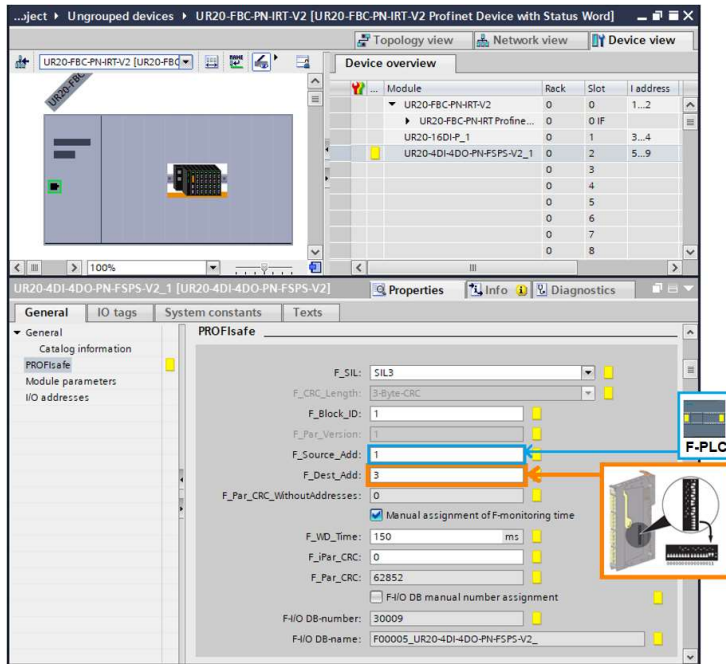 ...oject ▸ Ungrouped devices ▸ UR20-FBC-PN-IRT-V2 [UR20-FBC-PN-IRT-V2 Profinet Device with Status Word]
Topology view Network view Device view
UR20-FBC-PN-IRT-V2 [UR20-FBC
Device overview
UR20-FBC
... Module Rack Slot I address
UR20-FBC-PN-IRT-V2 0 0 1...2
UR20-FBC-PN-IRT Profine... 0 0 IF
UR20-16DI-P_1 0 1 3...4
UR20-4DI-4DO-PN-FSPS-V2_1 0 2 5...9
0 3
0 4
0 5
0 6
0 7
0 8
100%
UR20-4DI-4DO-PN-FSPS-V2_1 [UR20-4DI-4DO-PN-FSPS-V2]
Properties Info Diagnostics
General IO tags System constants Texts
General
Catalog information
PROFIsafe
Module parameters
I/O addresses
PROFIsafe
F_SIL: SIL3
F_CRC_Length: 3-Byte-CRC
F_Block_ID: 1
F_Par_Version: 1
F_Source_Add: 1
F_Dest_Add: 3
F_Par_CRC_WithoutAddresses: 0
Manual assignment of F-monitoring time
F_WD_Time: 150 ms
F_iPar_CRC: 0
F_Par_CRC: 62852
F-I/O DB manual number assignment
F-I/O DB-number: 30009
F-I/O DB-name: F00005_UR20-4DI-4DO-PN-FSPS-V2_
F-PLC